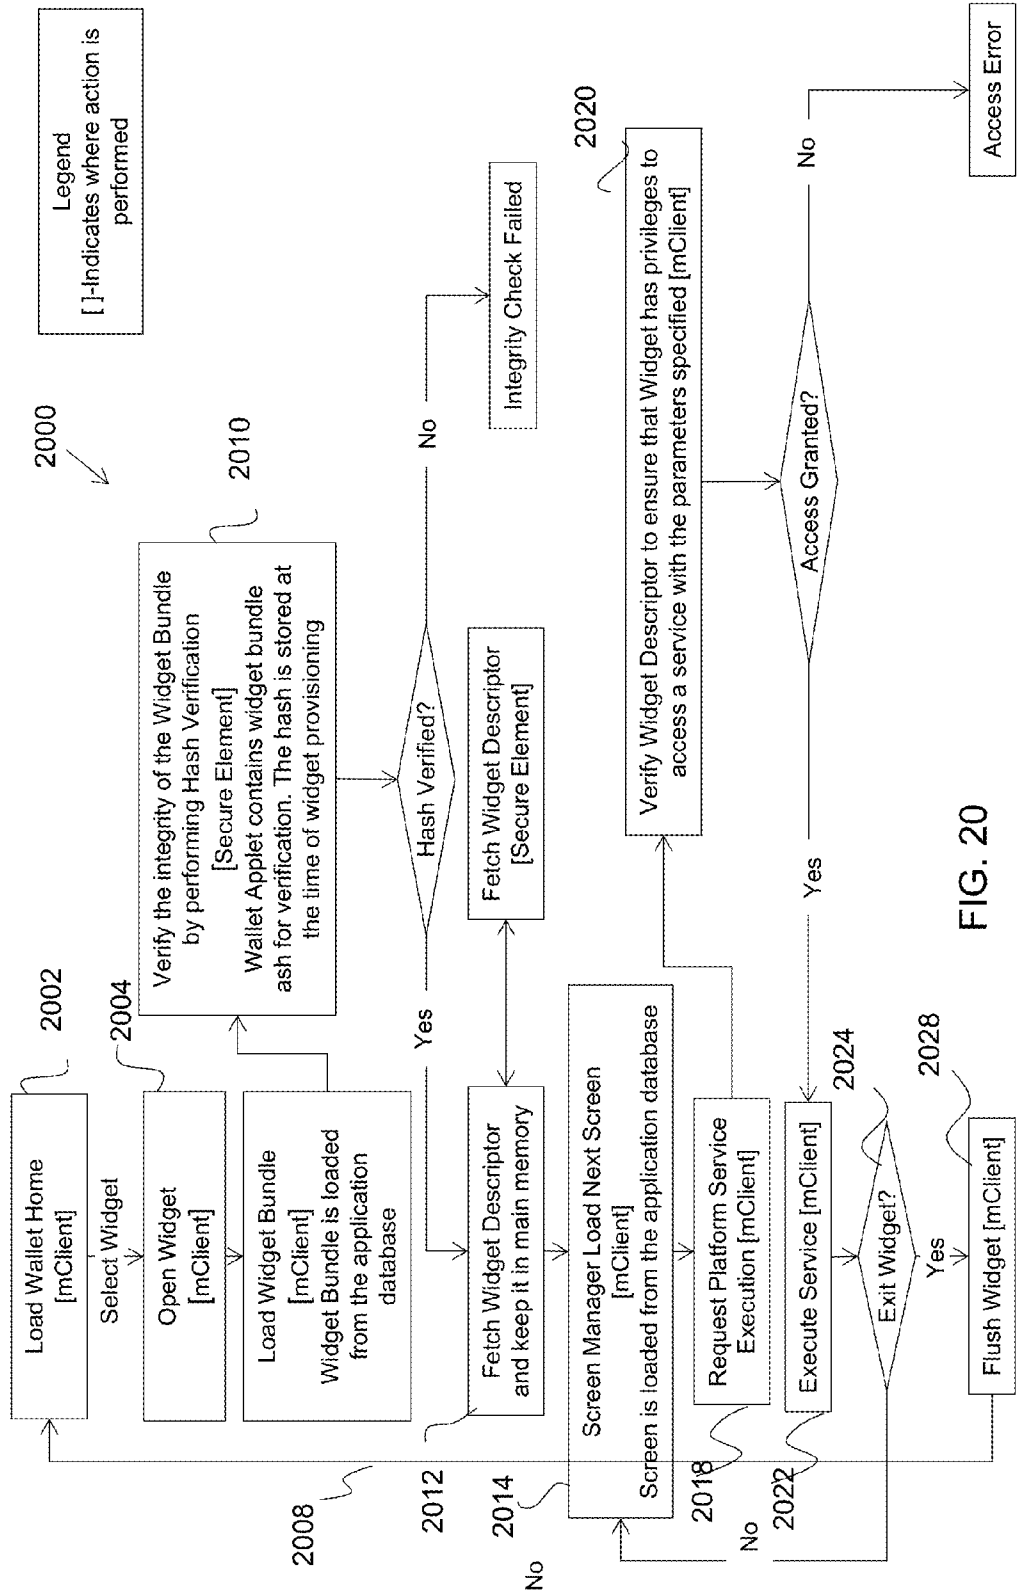 Legend
[ ]-Indicates where action is
performed
2000
Load Wallet Home
[mClient]
2002
Select Widget
Open Widget
[mClient]
2004
Load Widget Bundle
[mClient]
Widget Bundle is loaded
from the application
database
2008
Verify the integrity of the Widget Bundle
by performing Hash Verification
[Secure Element]
Wallet Applet contains widget bundle
ash for verification. The hash is stored at
the time of widget provisioning
2010
Hash Verified?
Yes
No
Integrity Check Failed
Fetch Widget Descriptor
and keep it in main memory
2012
Fetch Widget Descriptor
[Secure Element]
Screen Manager Load Next Screen
[mClient]
Screen is loaded from the application database
2014
Request Platform Service
Execution [mClient]
2018
Verify Widget Descriptor to ensure that Widget has privileges to
access a service with the parameters specified [mClient]
2020
Access Granted?
Yes
No
Access Error
Execute Service [mClient]
2022
Exit Widget?
2024
No
No
Yes
Flush Widget [mClient]
2028
FIG. 20